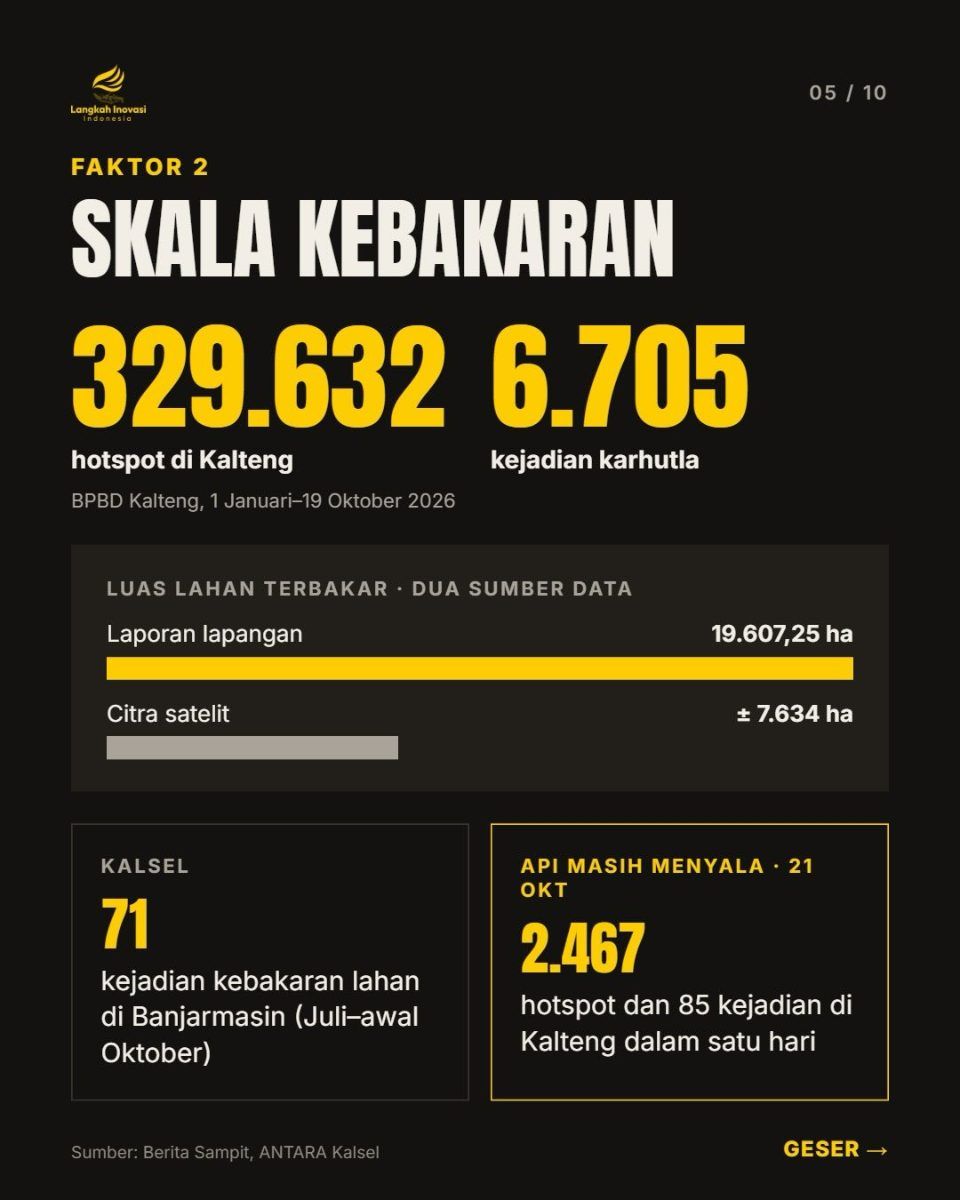 Langkah Inovasi
Indonesia
05 / 10
FAKTOR 2
SKALA KEBAKARAN
329.632 6.705
hotspot di Kalteng kejadian karhutla
BPBD Kalteng, 1 Januari–19 Oktober 2026
LUAS LAHAN TERBAKAR · DUA SUMBER DATA
Laporan lapangan 19.607,25 ha
Citra satelit ± 7.634 ha
KALSEL
71
kejadian kebakaran lahan
di Banjarmasin (Juli–awal
Oktober)
API MASIH MENYALA · 21
OKT
2.467
hotspot dan 85 kejadian di
Kalteng dalam satu hari
Sumber: Berita Sampit, ANTARA Kalsel
GESER →